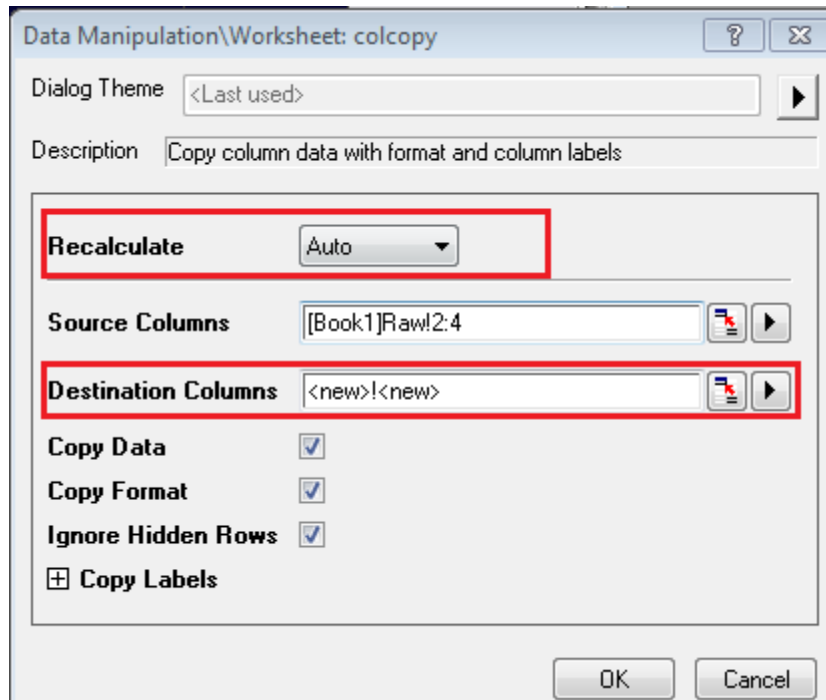 Data Manipulation\Worksheet: colcopy
Dialog Theme <Last used>
Description Copy column data with format and column labels
Recalculate Auto
Source Columns [Book1]Raw!2:4
Destination Columns <new>!<new>
Copy Data
Copy Format
Ignore Hidden Rows
Copy Labels
OK Cancel